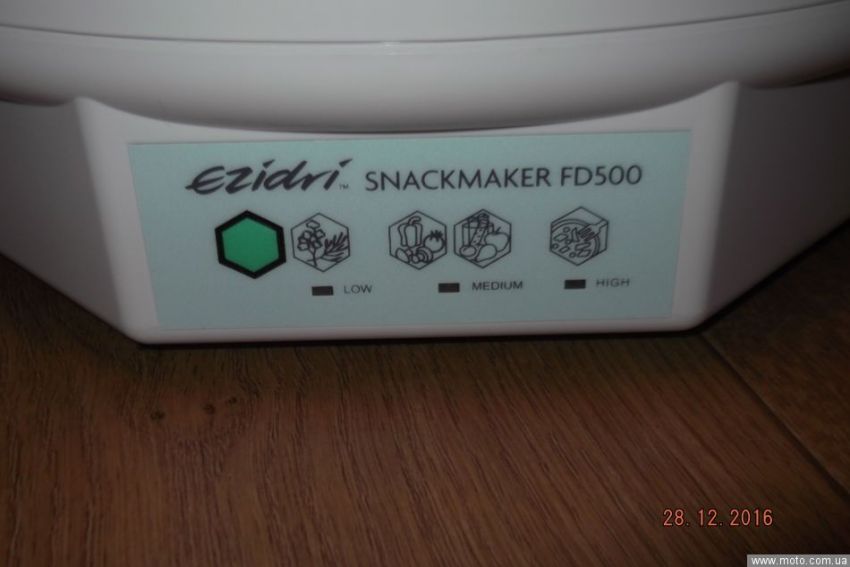 Ezidri™ SNACKMAKER FD500
LOW MEDIUM HIGH
28.12.2016
www.moto.com.ua